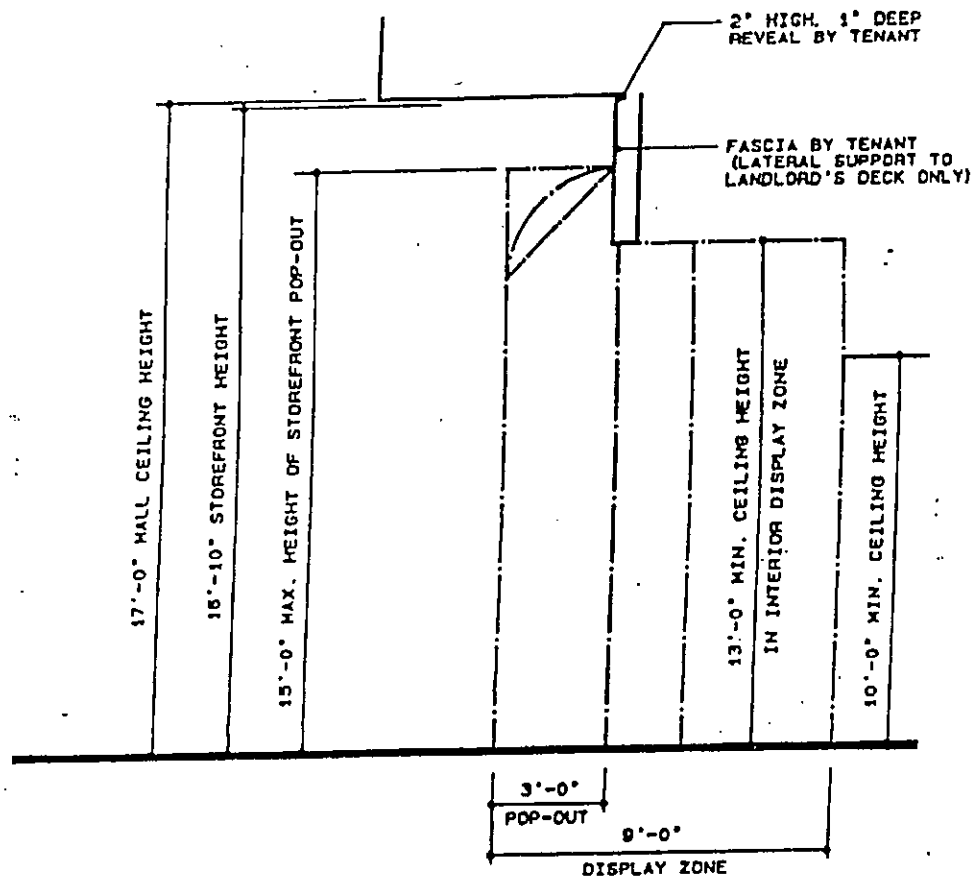 2" HIGH, 1" DEEP
REVEAL BY TENANT
FASCIA BY TENANT
(LATERAL SUPPORT TO
LANDLORD'S DECK ONLY)
17'-0" MALL CEILING HEIGHT
16'-10" STOREFRONT HEIGHT
15'-0" MAX. HEIGHT OF STOREFRONT POP-OUT
13'-0" MIN. CEILING HEIGHT
IN INTERIOR DISPLAY ZONE
10'-0" MIN. CEILING HEIGHT
3'-0"
POP-OUT
9'-0"
DISPLAY ZONE